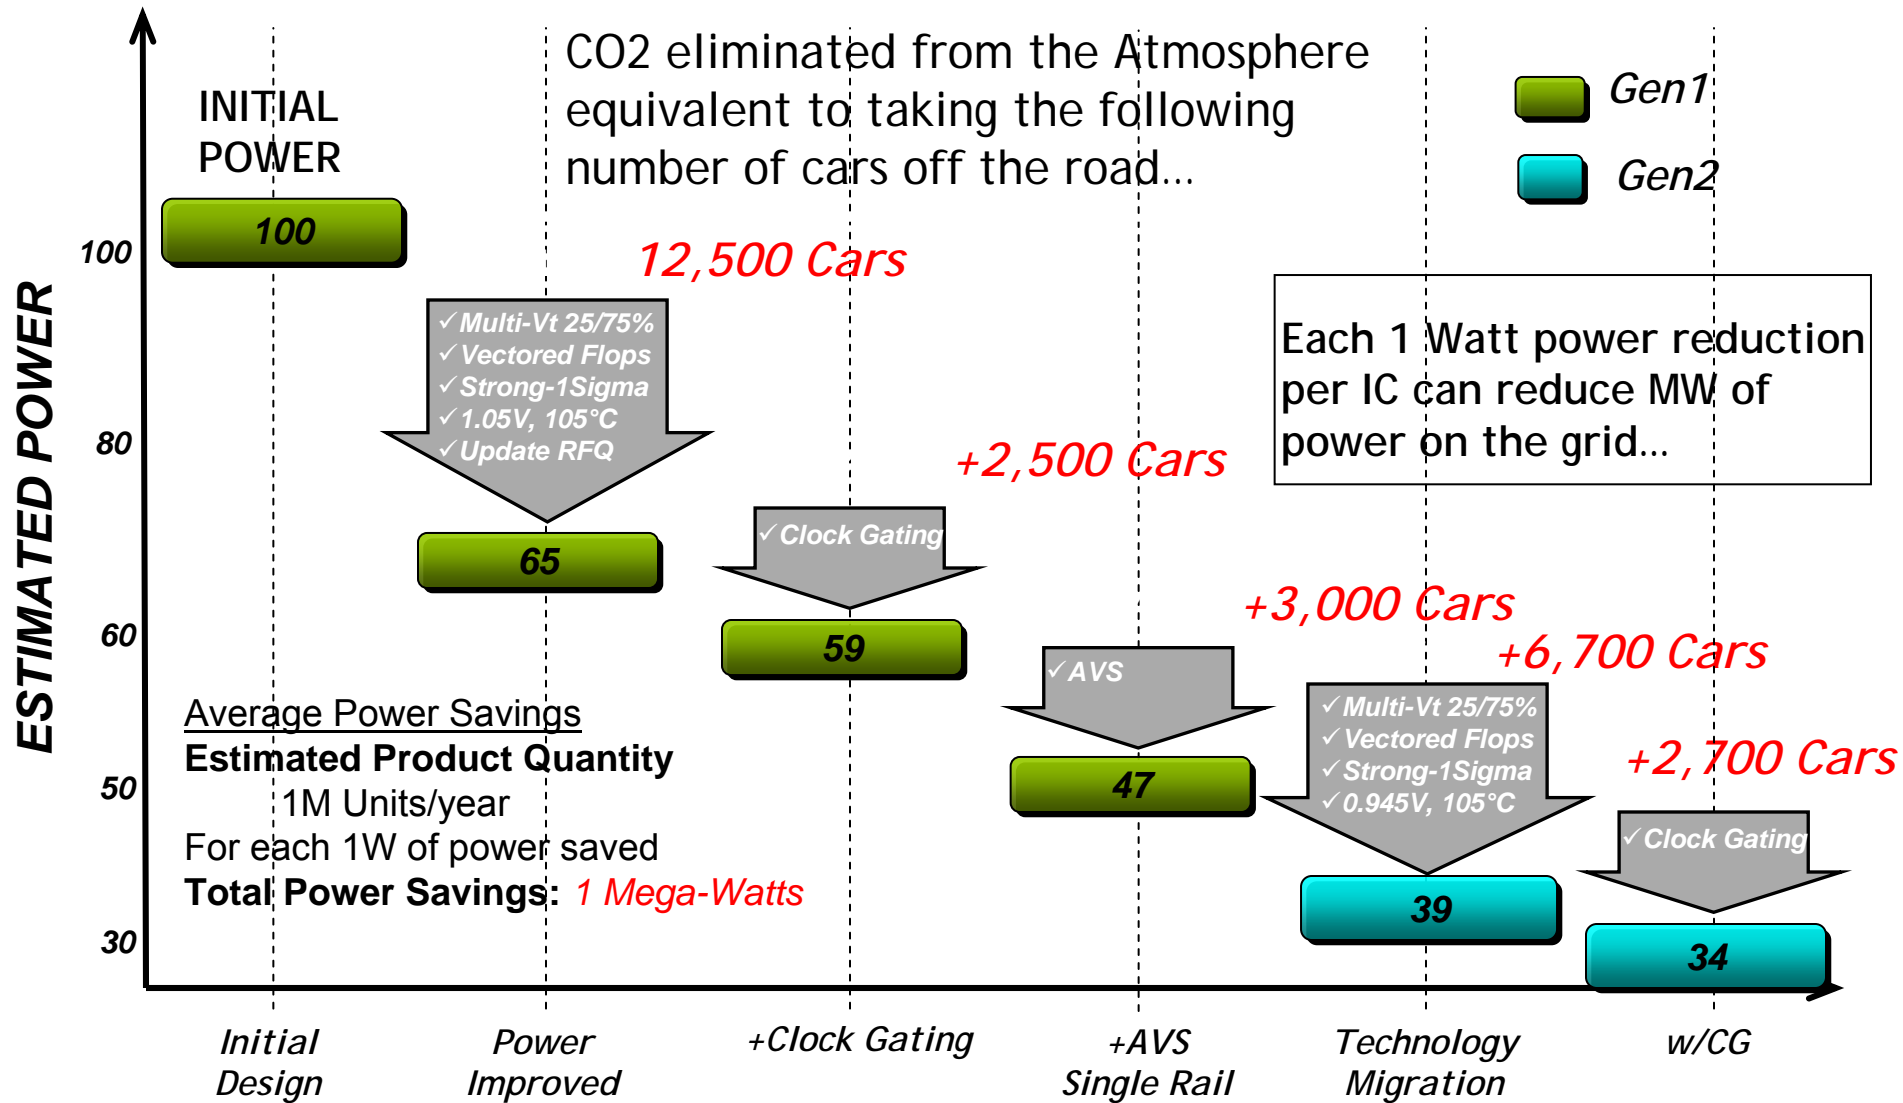 CO2 eliminated from the Atmosphere
equivalent to taking the following
number of cars off the road...
Gen1
Gen2
INITIAL
POWER
100
12,500 Cars
✓Multi-Vt 25/75%
✓Vectored Flops
✓Strong-1Sigma
✓1.05V, 105°C
✓Update RFQ
65
+2,500 Cars
✓Clock Gating
59
Each 1 Watt power reduction
per IC can reduce MW of
power on the grid...
+3,000 Cars
✓AVS
47
+6,700 Cars
✓Multi-Vt 25/75%
✓Vectored Flops
✓Strong-1Sigma
✓0.945V, 105°C
39
+2,700 Cars
✓Clock Gating
34
Average Power Savings
Estimated Product Quantity
1M Units/year
For each 1W of power saved
Total Power Savings: 1 Mega-Watts
ESTIMATED POWER
100
80
60
50
30
Initial
Design
Power
Improved
+Clock Gating
+AVS
Single Rail
Technology
Migration
w/CG